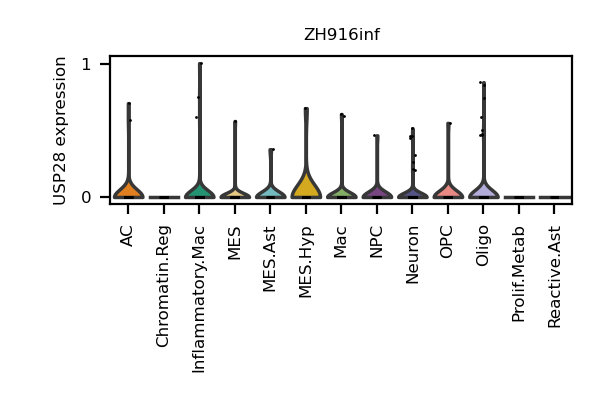 ZH916inf
USP28 expression
1
0
AC
Chromatin.Reg
Inflammatory.Mac
MES
MES.Ast
MES.Hyp
Mac
NPC
Neuron
OPC
Oligo
Prolif.Metab
Reactive.Ast